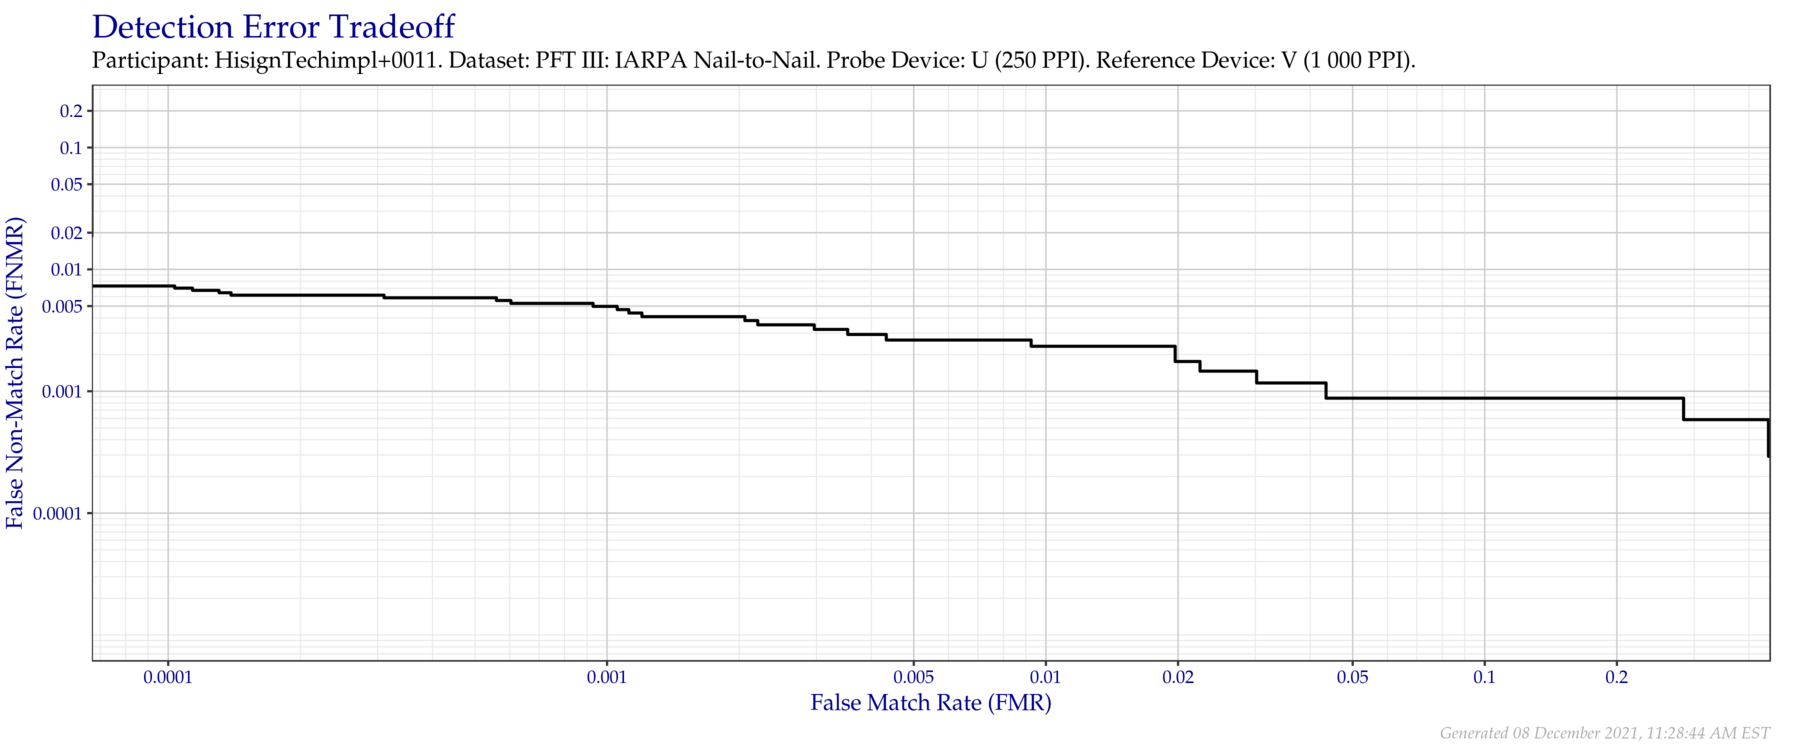 Detection Error Tradeoff
Participant: HisignTechimpl+0011. Dataset: PFT III: IARPA Nail-to-Nail. Probe Device: U (250 PPI). Reference Device: V (1 000 PPI).
False Non-Match Rate (FNMR)
0.2
0.1
0.05
0.02
0.01
0.005
0.001
0.0001
0.0001 0.001 0.005 0.01 0.02 0.05 0.1 0.2
False Match Rate (FMR)
Generated 08 December 2021, 11:28:44 AM EST